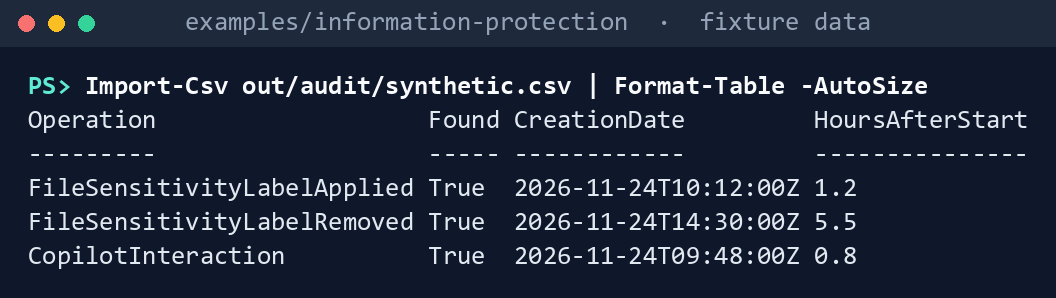 examples/information-protection · fixture data
PS> Import-Csv out/audit/synthetic.csv | Format-Table -AutoSize
Operation Found CreationDate HoursAfterStart
--------- ----- ------------ ---------------
FileSensitivityLabelApplied True 2026-11-24T10:12:00Z 1.2
FileSensitivityLabelRemoved True 2026-11-24T14:30:00Z 5.5
CopilotInteraction True 2026-11-24T09:48:00Z 0.8